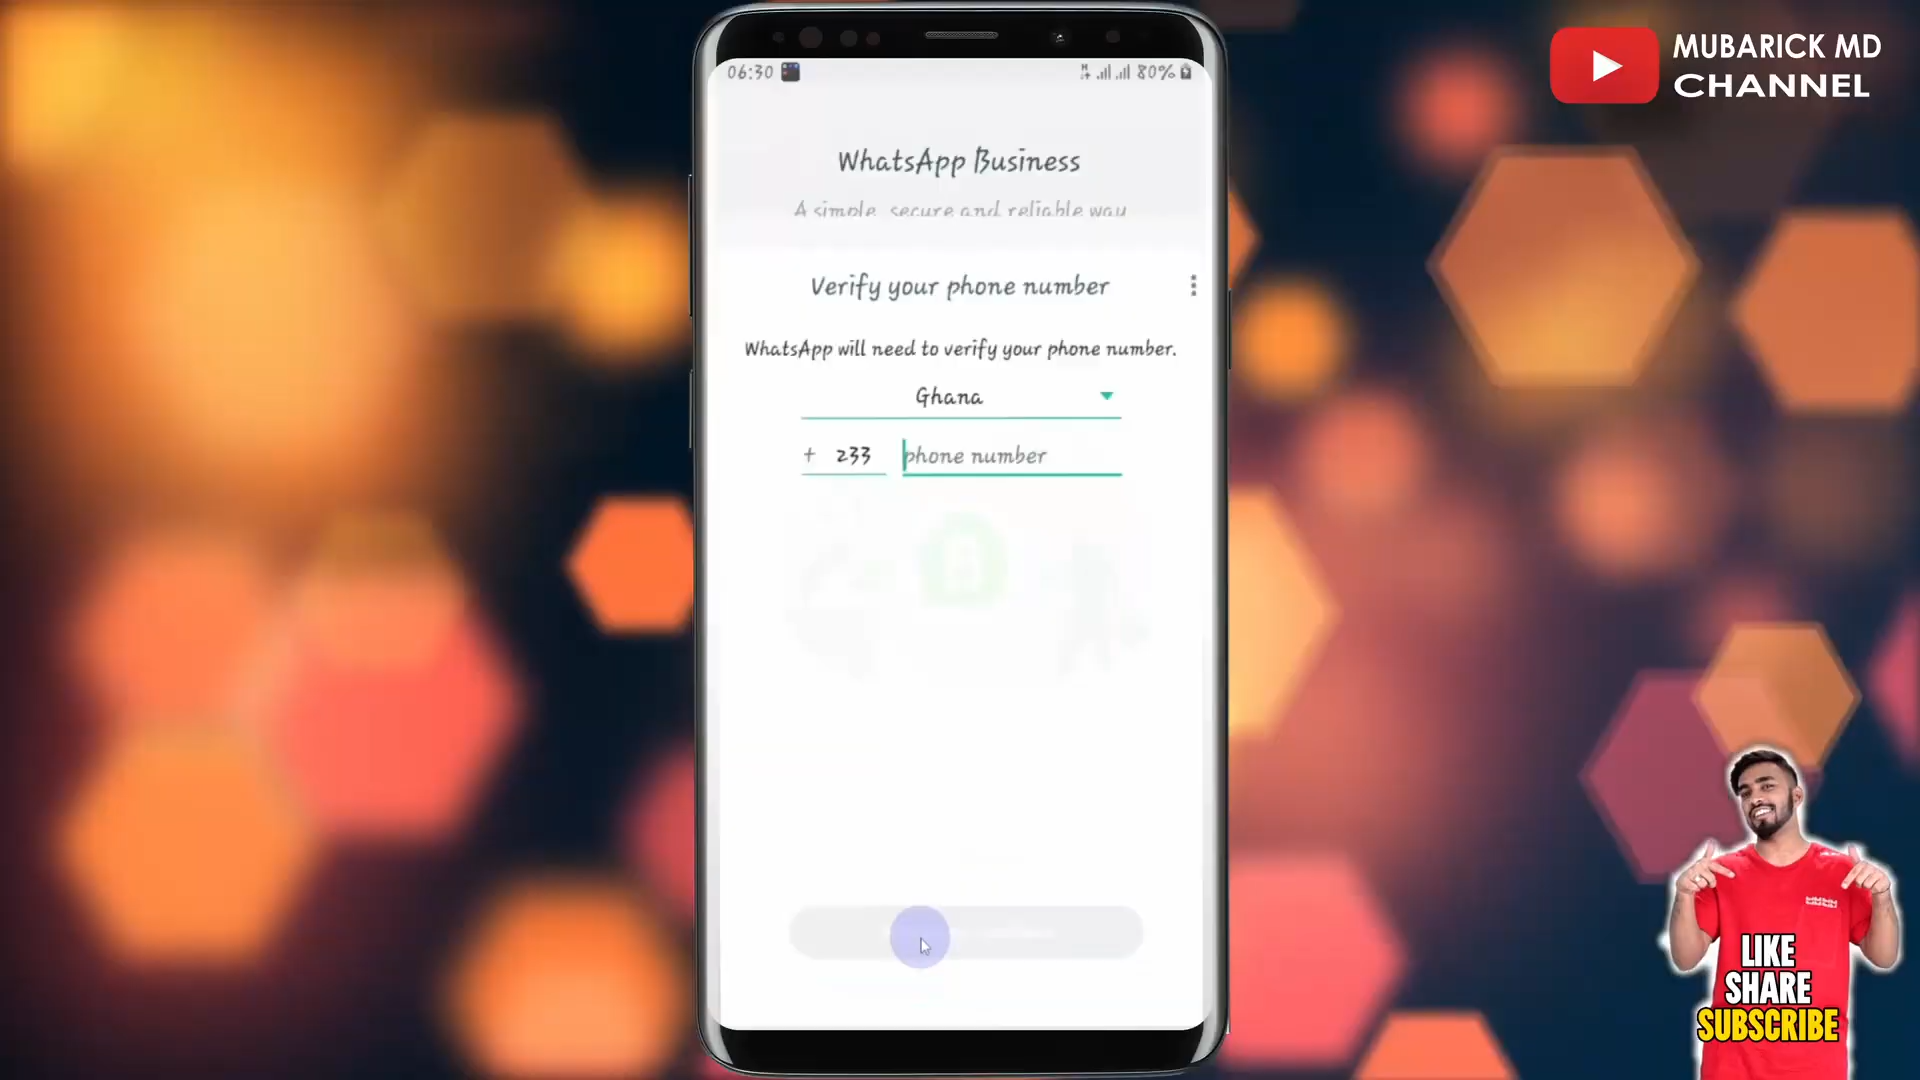 MUBARICK MD
CHANNEL
06:30
80%
WhatsApp Business
A simple, secure and reliable way
Verify your phone number
WhatsApp will need to verify your phone number.
Ghana
+ 233 phone number
LIKE
SHARE
SUBSCRIBE